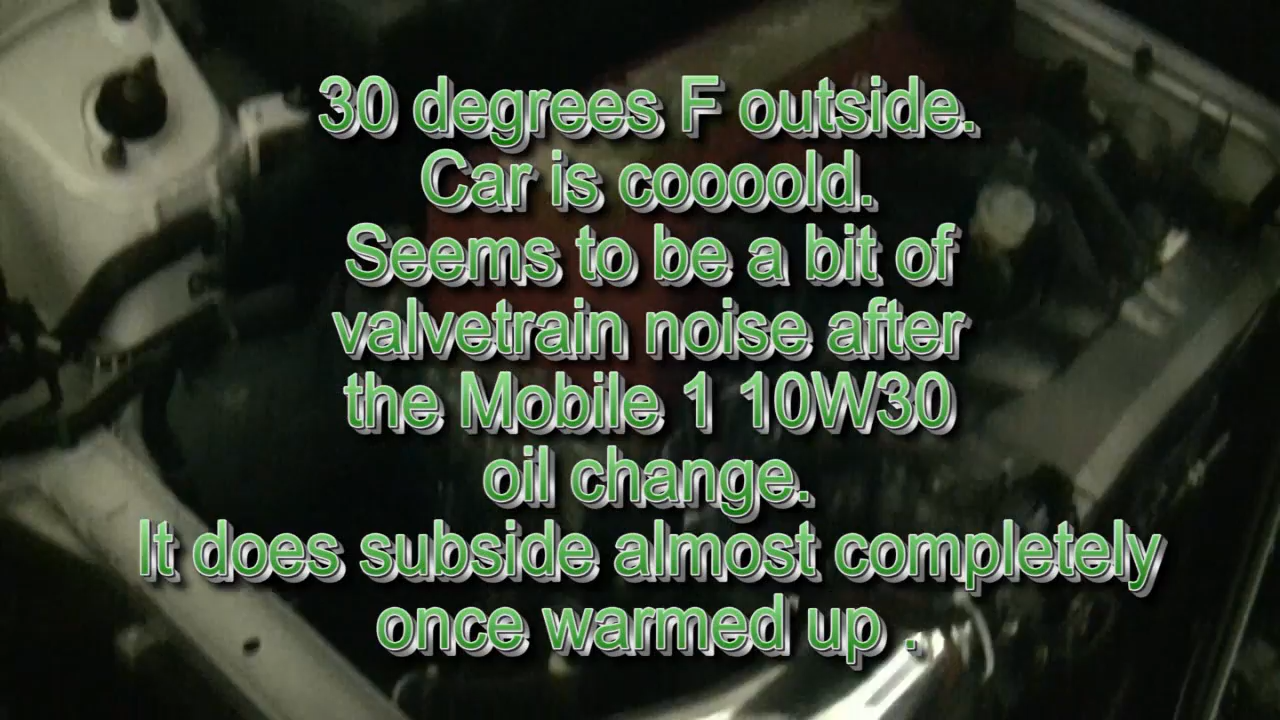 30 degrees F outside.
Car is coooold.
Seems to be a bit of
valvetrain noise after
the Mobile 1 10W30
oil change.
It does subside almost completely
once warmed up .